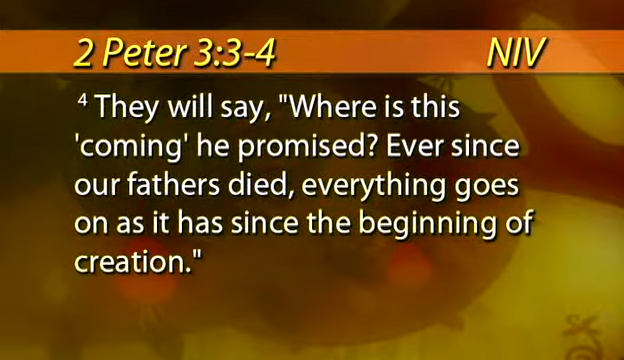 2 Peter 3:3-4 NIV
⁴ They will say, "Where is this
'coming' he promised? Ever since
our fathers died, everything goes
on as it has since the beginning of
creation."